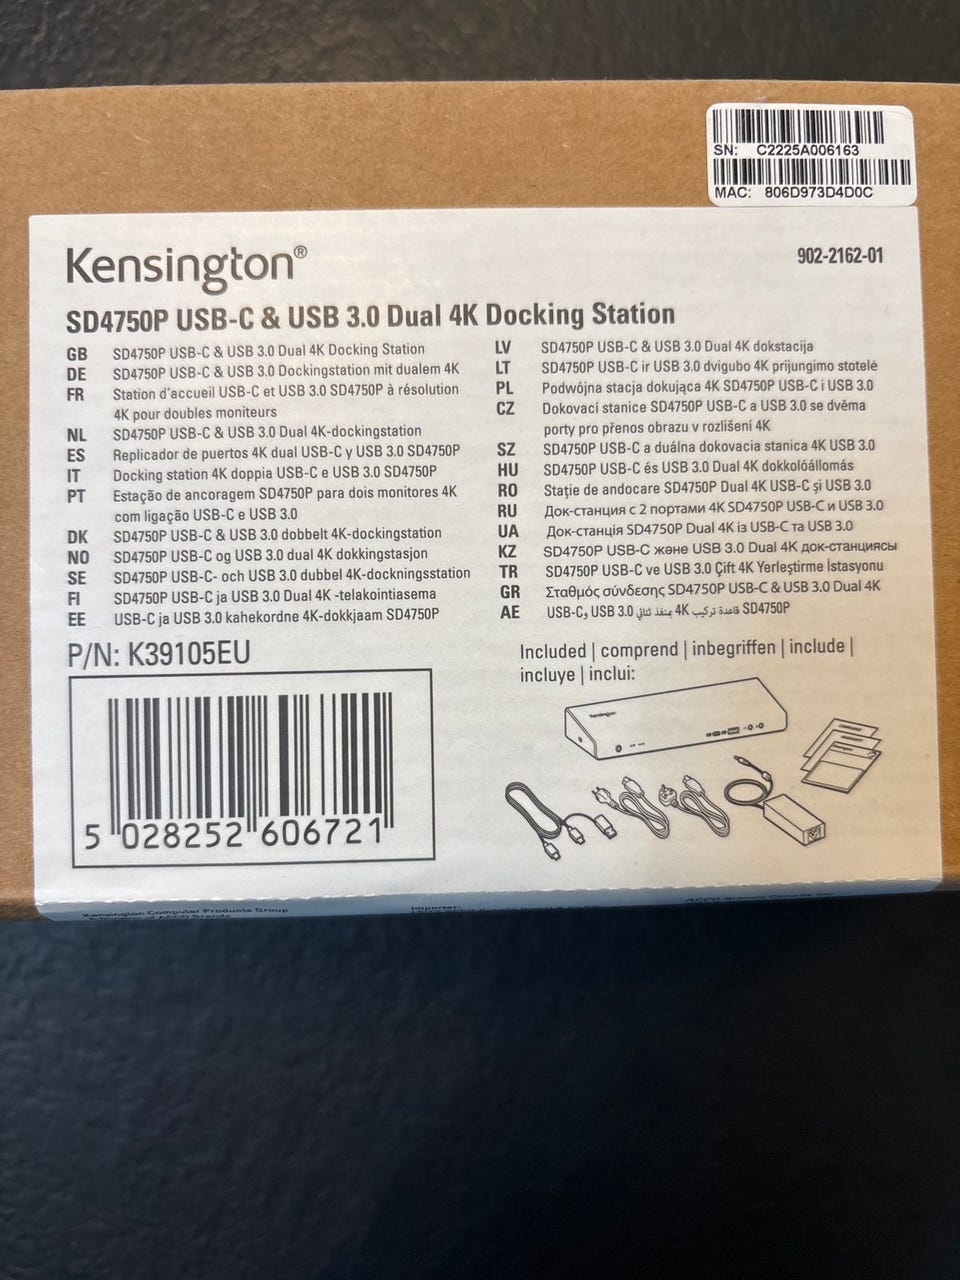 SN: C2225A006163
MAC: 806D973D4D0C
Kensington®
902-2162-01
SD4750P USB-C & USB 3.0 Dual 4K Docking Station
GB SD4750P USB-C & USB 3.0 Dual 4K Docking Station
DE SD4750P USB-C & USB 3.0 Dockingstation mit dualem 4K
FR Station d'accueil USB-C et USB 3.0 SD4750P à résolution
4K pour doubles moniteurs
NL SD4750P USB-C & USB 3.0 Dual 4K-dockingstation
ES Replicador de puertos 4K dual USB-C y USB 3.0 SD4750P
IT Docking station 4K doppia USB-C e USB 3.0 SD4750P
PT Estação de ancoragem SD4750P para dois monitores 4K
com ligação USB-C e USB 3.0
DK SD4750P USB-C & USB 3.0 dobbelt 4K-dockingstation
NO SD4750P USB-C og USB 3.0 dual 4K dokkingstasjon
SE SD4750P USB-C- och USB 3.0 dubbel 4K-dockningsstation
FI SD4750P USB-C ja USB 3.0 Dual 4K -telakointiasema
EE USB-C ja USB 3.0 kahekordne 4K-dokkjaam SD4750P
LV SD4750P USB-C & USB 3.0 Dual 4K dokstacija
LT SD4750P USB-C ir USB 3.0 dvigubo 4K prijungimo stotelė
PL Podwójna stacja dokująca 4K SD4750P USB-C i USB 3.0
CZ Dokovací stanice SD4750P USB-C a USB 3.0 se dvěma
porty pro přenos obrazu v rozlišení 4K
SZ SD4750P USB-C a duálna dokovacia stanica 4K USB 3.0
HU SD4750P USB-C és USB 3.0 Dual 4K dokkolóállomás
RO Stație de andocare SD4750P Dual 4K USB-C și USB 3.0
RU Док-станция с 2 портами 4K SD4750P USB-C и USB 3.0
UA Док-станція SD4750P Dual 4K із USB-C та USB 3.0
KZ SD4750P USB-C және USB 3.0 Dual 4K док-станциясы
TR SD4750P USB-C ve USB 3.0 Çift 4K Yerleştirme İstasyonu
GR Σταθμός σύνδεσης SD4750P USB-C & USB 3.0 Dual 4K
AE SD4750P قاعدة تركيب 4K بمنفذ ثنائي USB 3.0 وUSB-C
P/N: K39105EU
5 028252 606721
Included | comprend | inbegriffen | include |
incluye | inclui:
Kensington
Kensington Computer Products Group
A Division of ACCO Brands
Importer:
ACCO Brands Canada